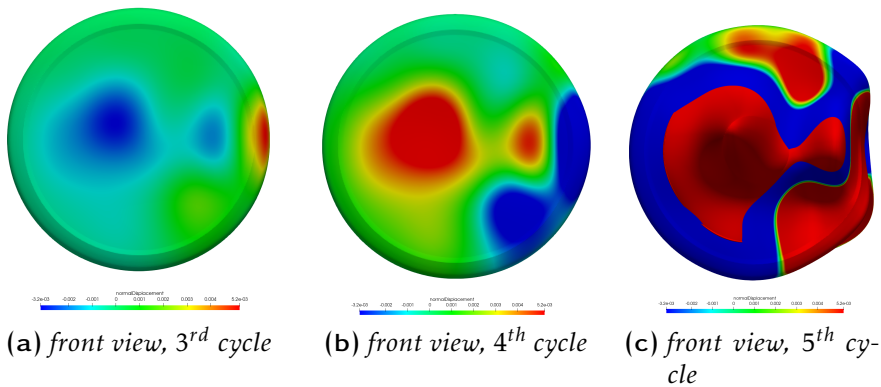 normalDisplacement
-3.2e-03 -0.002 -0.001 0 0.001 0.002 0.003 0.004 5.2e-03
(a) front view, 3rd cycle
normalDisplacement
-3.2e-03 -0.002 -0.001 0 0.001 0.002 0.003 0.004 5.2e-03
(b) front view, 4th cycle
normalDisplacement
-3.2e-03 -0.002 -0.001 0 0.001 0.002 0.003 0.004 5.2e-03
(c) front view, 5th cy-
cle